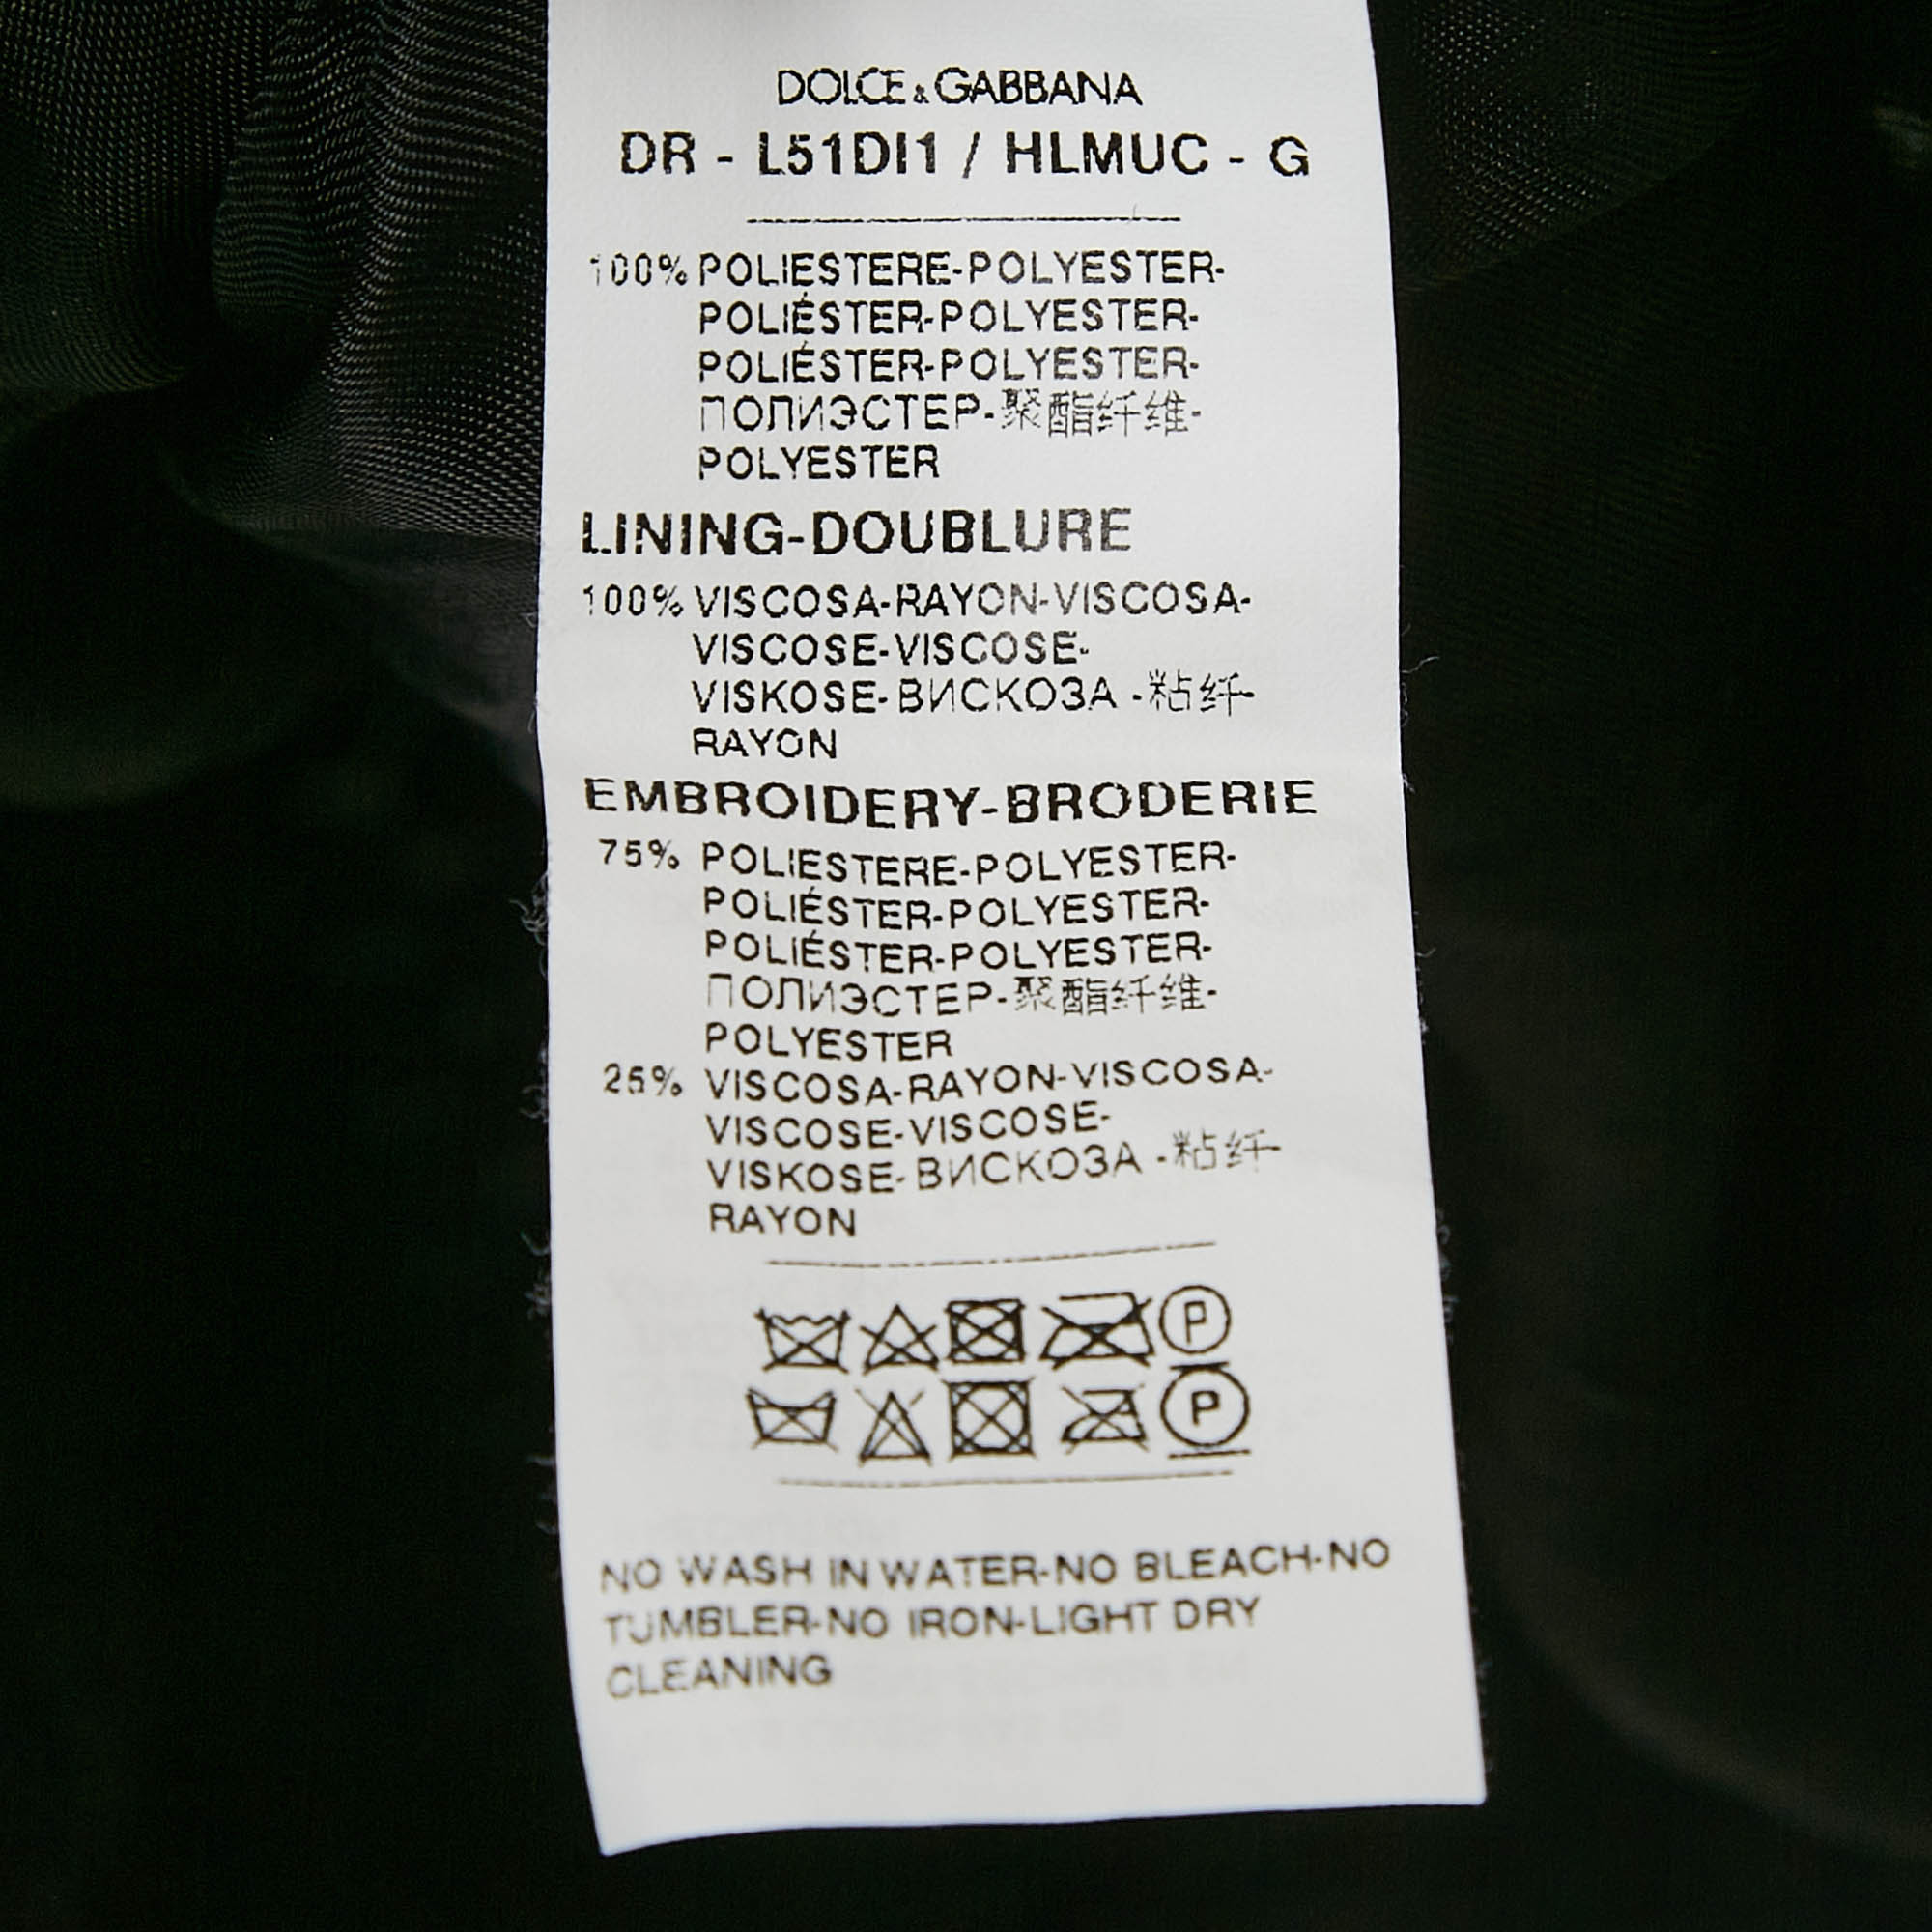 DOLCE & GABBANA
DR - L51DI1 / HLMUC - G
100% POLIESTERE-POLYESTER-
POLIÉSTER-POLYESTER-
POLIÉSTER-POLYESTER-
ПОЛИЭСТЕР-聚酯纤维-
POLYESTER
LINING-DOUBLURE
100% VISCOSA-RAYON-VISCOSA-
VISCOSE-VISCOSE-
VISKOSE-ВИСКОЗА -粘纤-
RAYON
EMBROIDERY-BRODERIE
75% POLIESTERE-POLYESTER-
POLIÉSTER-POLYESTER-
POLIÉSTER-POLYESTER-
ПОЛИЭСТЕР-聚酯纤维-
POLYESTER
25% VISCOSA-RAYON-VISCOSA-
VISCOSE-VISCOSE-
VISKOSE-ВИСКОЗА -粘纤-
RAYON
P
P
NO WASH IN WATER-NO BLEACH-NO
TUMBLER-NO IRON-LIGHT DRY
CLEANING